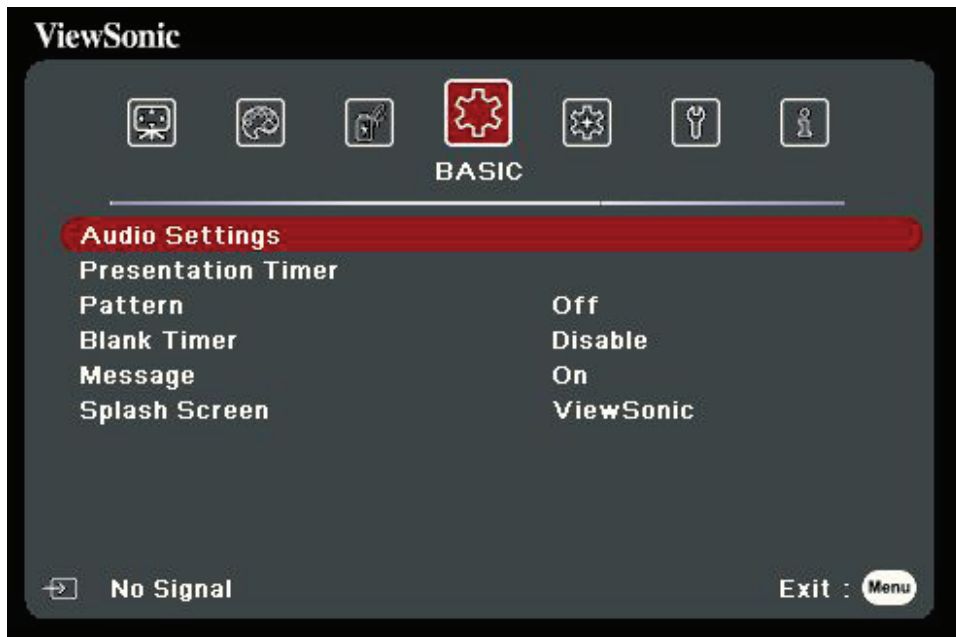 ViewSonic
BASIC
Audio Settings
Presentation Timer
Pattern Off
Blank Timer Disable
Message On
Splash Screen ViewSonic
No Signal Exit : Menu